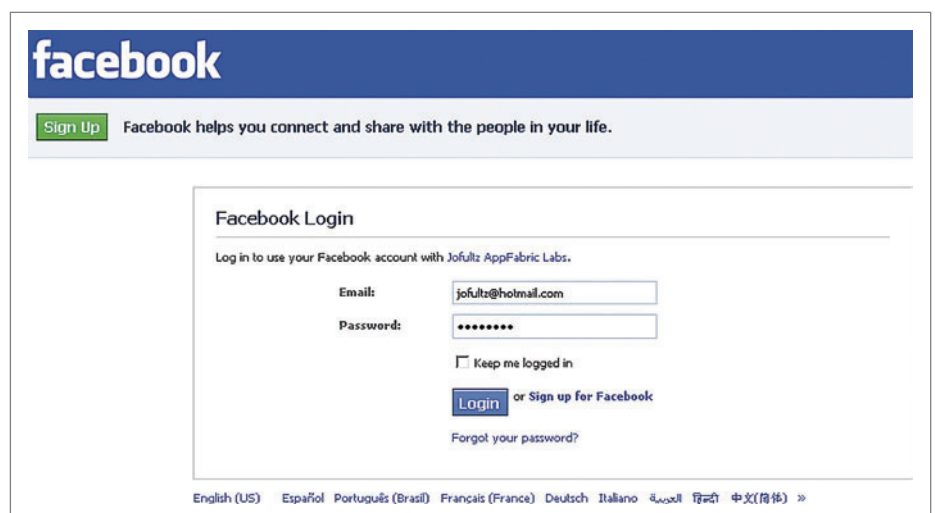 facebook
Sign Up Facebook helps you connect and share with the people in your life.
Facebook Login
Log in to use your Facebook account with Jofultz AppFabric Labs.
Email: jofultz@hotmail.com
Password: ••••••••
Keep me logged in
Login or Sign up for Facebook
Forgot your password?
English (US) Español Português (Brasil) Français (France) Deutsch Italiano العربية हिन्दी 中文(简体) »